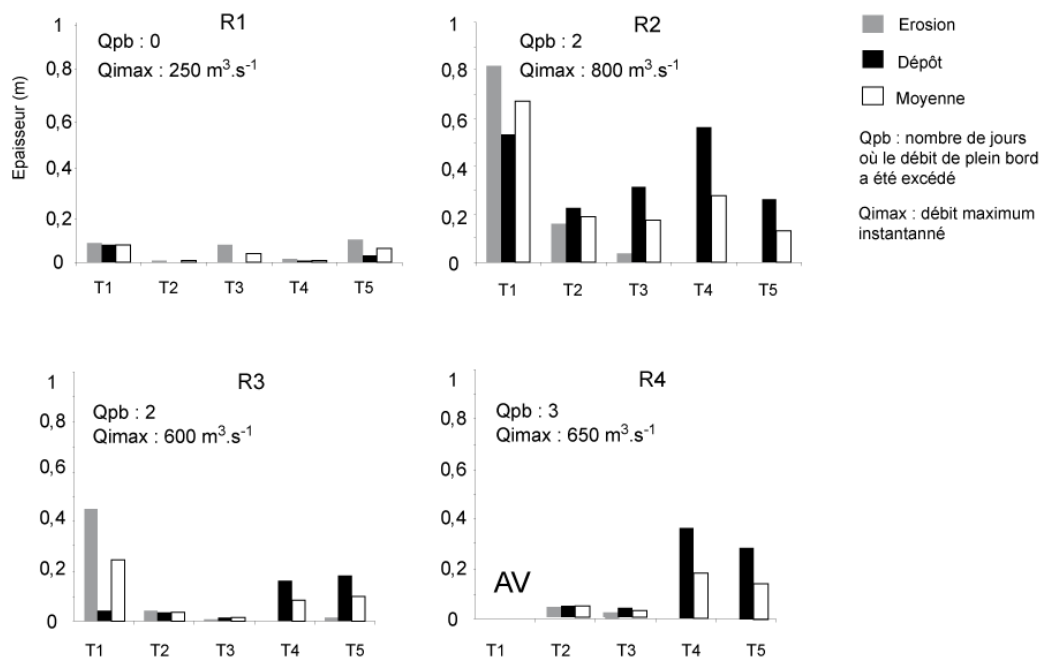 R1
Qpb : 0
Qimax : 250 m³.s⁻¹
Epaisseur (m)
1
0,8
0,6
0,4
0,2
0
T1 T2 T3 T4 T5
R2
Qpb : 2
Qimax : 800 m³.s⁻¹
1
0,8
0,6
0,4
0,2
0
T1 T2 T3 T4 T5
Erosion
Dépôt
Moyenne
Qpb : nombre de jours
où le débit de plein bord
a été excédé
Qimax : débit maximum
instantanné
R3
Qpb : 2
Qimax : 600 m³.s⁻¹
1
0,8
0,6
0,4
0,2
0
T1 T2 T3 T4 T5
R4
Qpb : 3
Qimax : 650 m³.s⁻¹
1
0,8
0,6
0,4
0,2
0
AV
T1 T2 T3 T4 T5